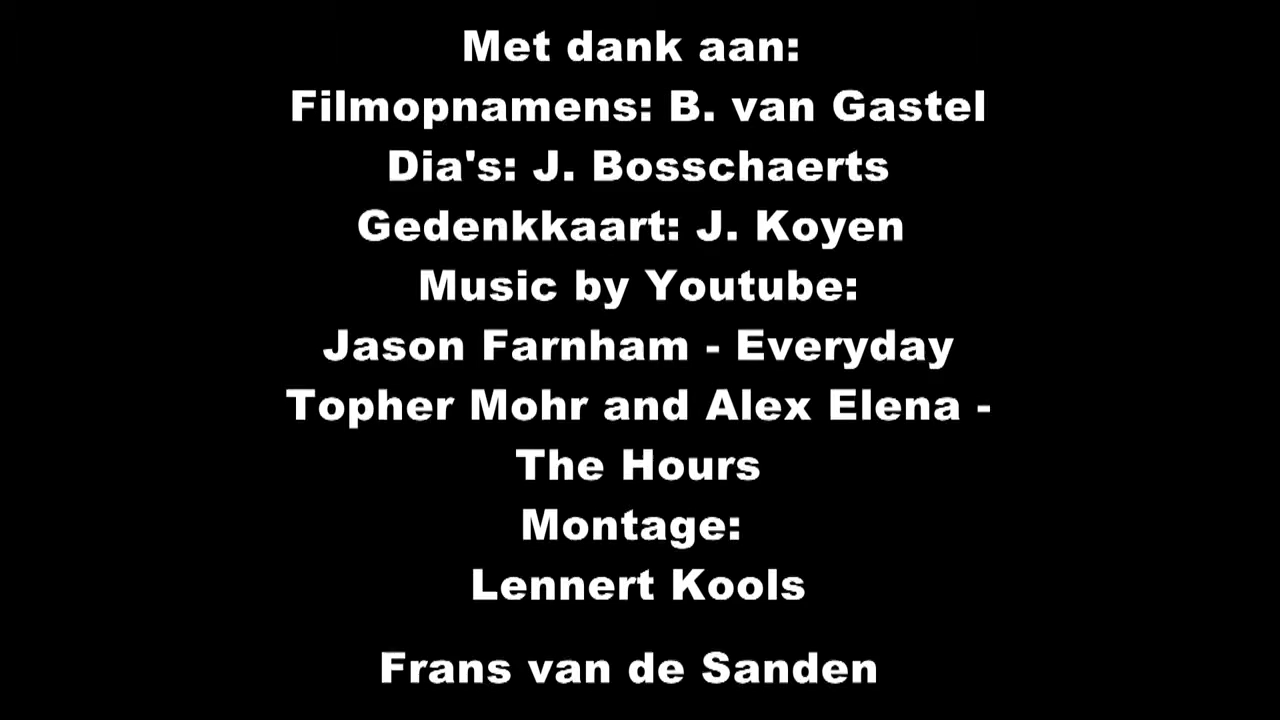 Met dank aan:
Filmopnamens: B. van Gastel
Dia's: J. Bosschaerts
Gedenkkaart: J. Koyen
Music by Youtube:
Jason Farnham - Everyday
Topher Mohr and Alex Elena -
The Hours
Montage:
Lennert Kools
Frans van de Sanden